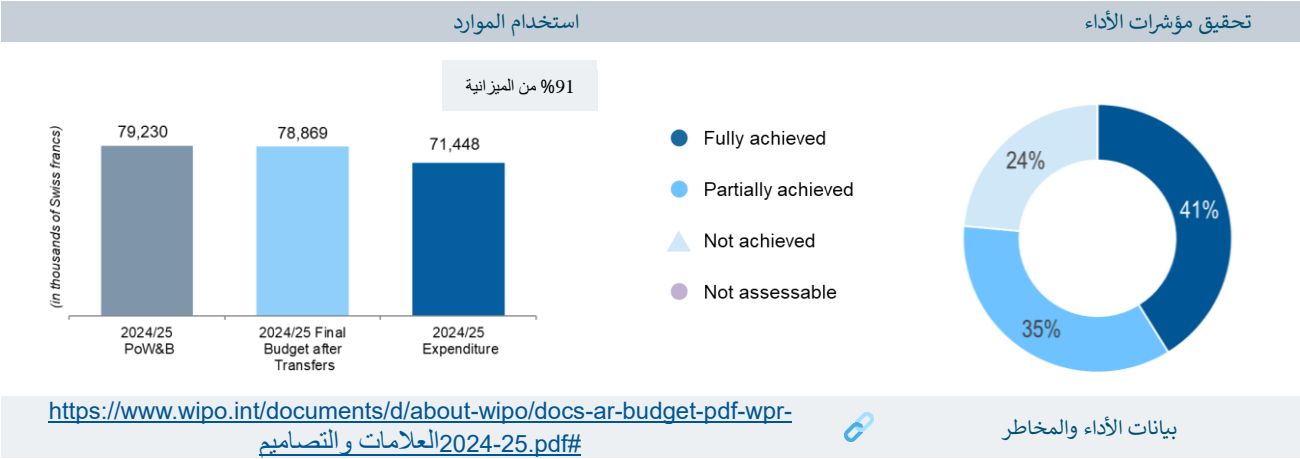 تحقيق مؤشرات الأداء
استخدام الموارد
91% من الميزانية
(in thousands of Swiss francs)
79,230
78,869
71,448
2024/25
PoW&B
2024/25 Final
Budget after
Transfers
2024/25
Expenditure
Fully achieved
Partially achieved
Not achieved
Not assessable
24%
41%
35%
بيانات الأداء والمخاطر
https://www.wipo.int/documents/d/about-wipo/docs-ar-budget-pdf-wpr-
2024-25.pdf#العلامات والتصاميم